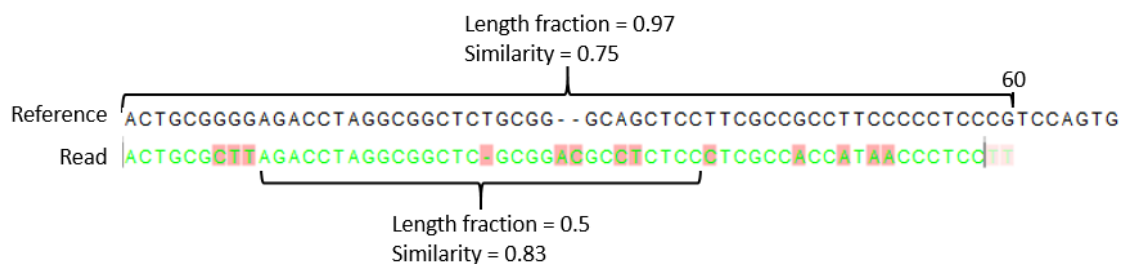 Length fraction = 0.97
Similarity = 0.75
60
Reference ACTGCGGGGAGACCTAGGCGGCTCTGCGG--GCAGCTCCTTCGCCGCCTTCCCCCTCCCGTCCAGTG
Read ACTGCGCTTAGACCTAGGCGGCTC-GCGGACGCCTCTCCCTCGCCACCATAACCCTCCTT
Length fraction = 0.5
Similarity = 0.83